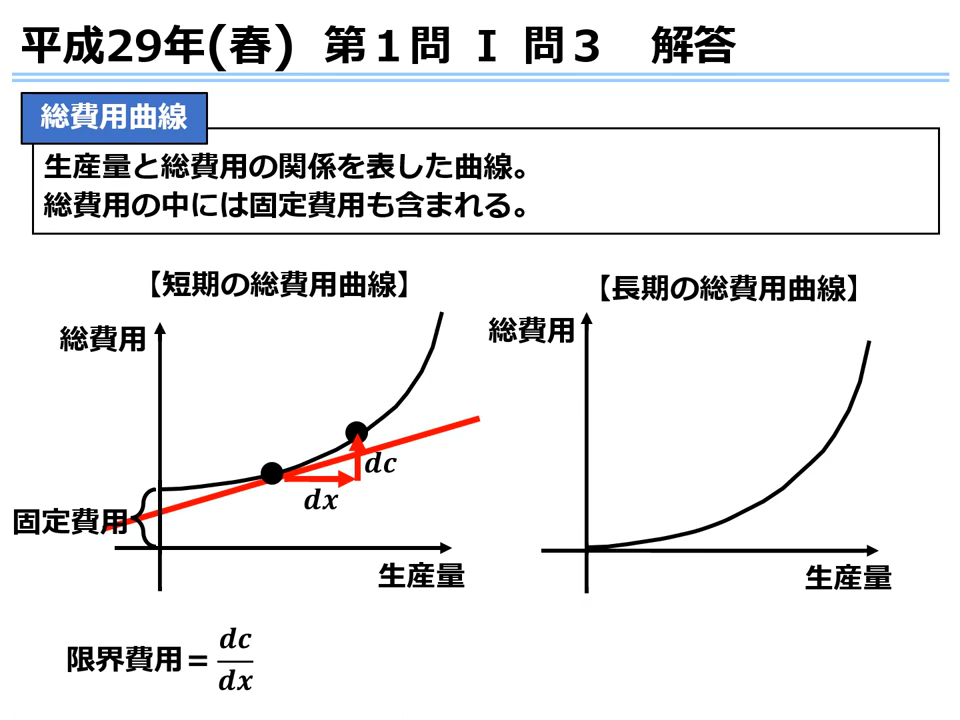 平成29年(春) 第１問 Ⅰ 問３　解答
総費用曲線
生産量と総費用の関係を表した曲線。
総費用の中には固定費用も含まれる。
【短期の総費用曲線】
総費用
dc
dx
固定費用
生産量
【長期の総費用曲線】
総費用
生産量
限界費用＝dc/dx